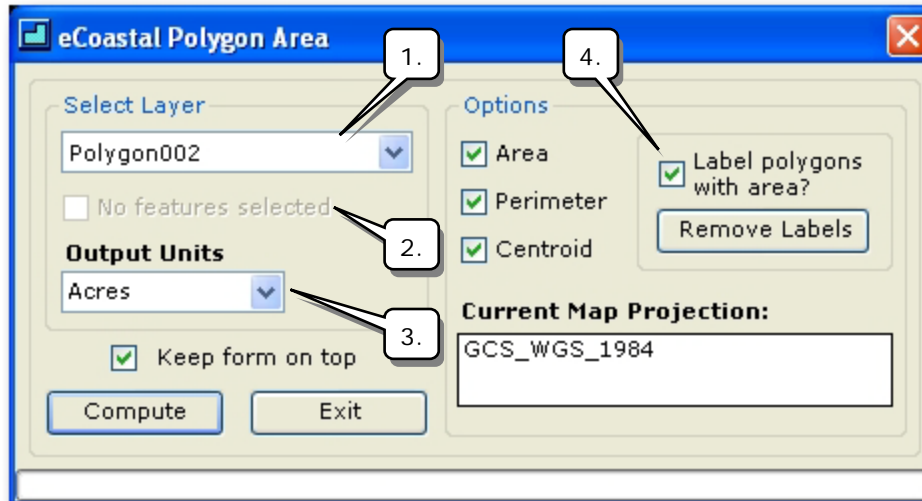 eCoastal Polygon Area
1.
4.
Select Layer
Polygon002
No features selected
2.
Output Units
Acres
3.
Keep form on top
Compute
Exit
Options
Area
Perimeter
Centroid
Label polygons
with area?
Remove Labels
Current Map Projection:
GCS_WGS_1984